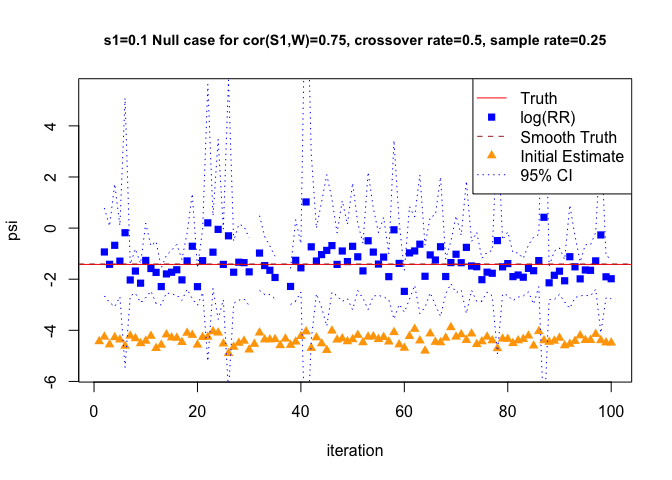 s1=0.1 Null case for cor(S1,W)=0.75, crossover rate=0.5, sample rate=0.25
Truth
log(RR)
Smooth Truth
Initial Estimate
95% CI
psi
4
2
0
-2
-4
-6
0 20 40 60 80 100
iteration